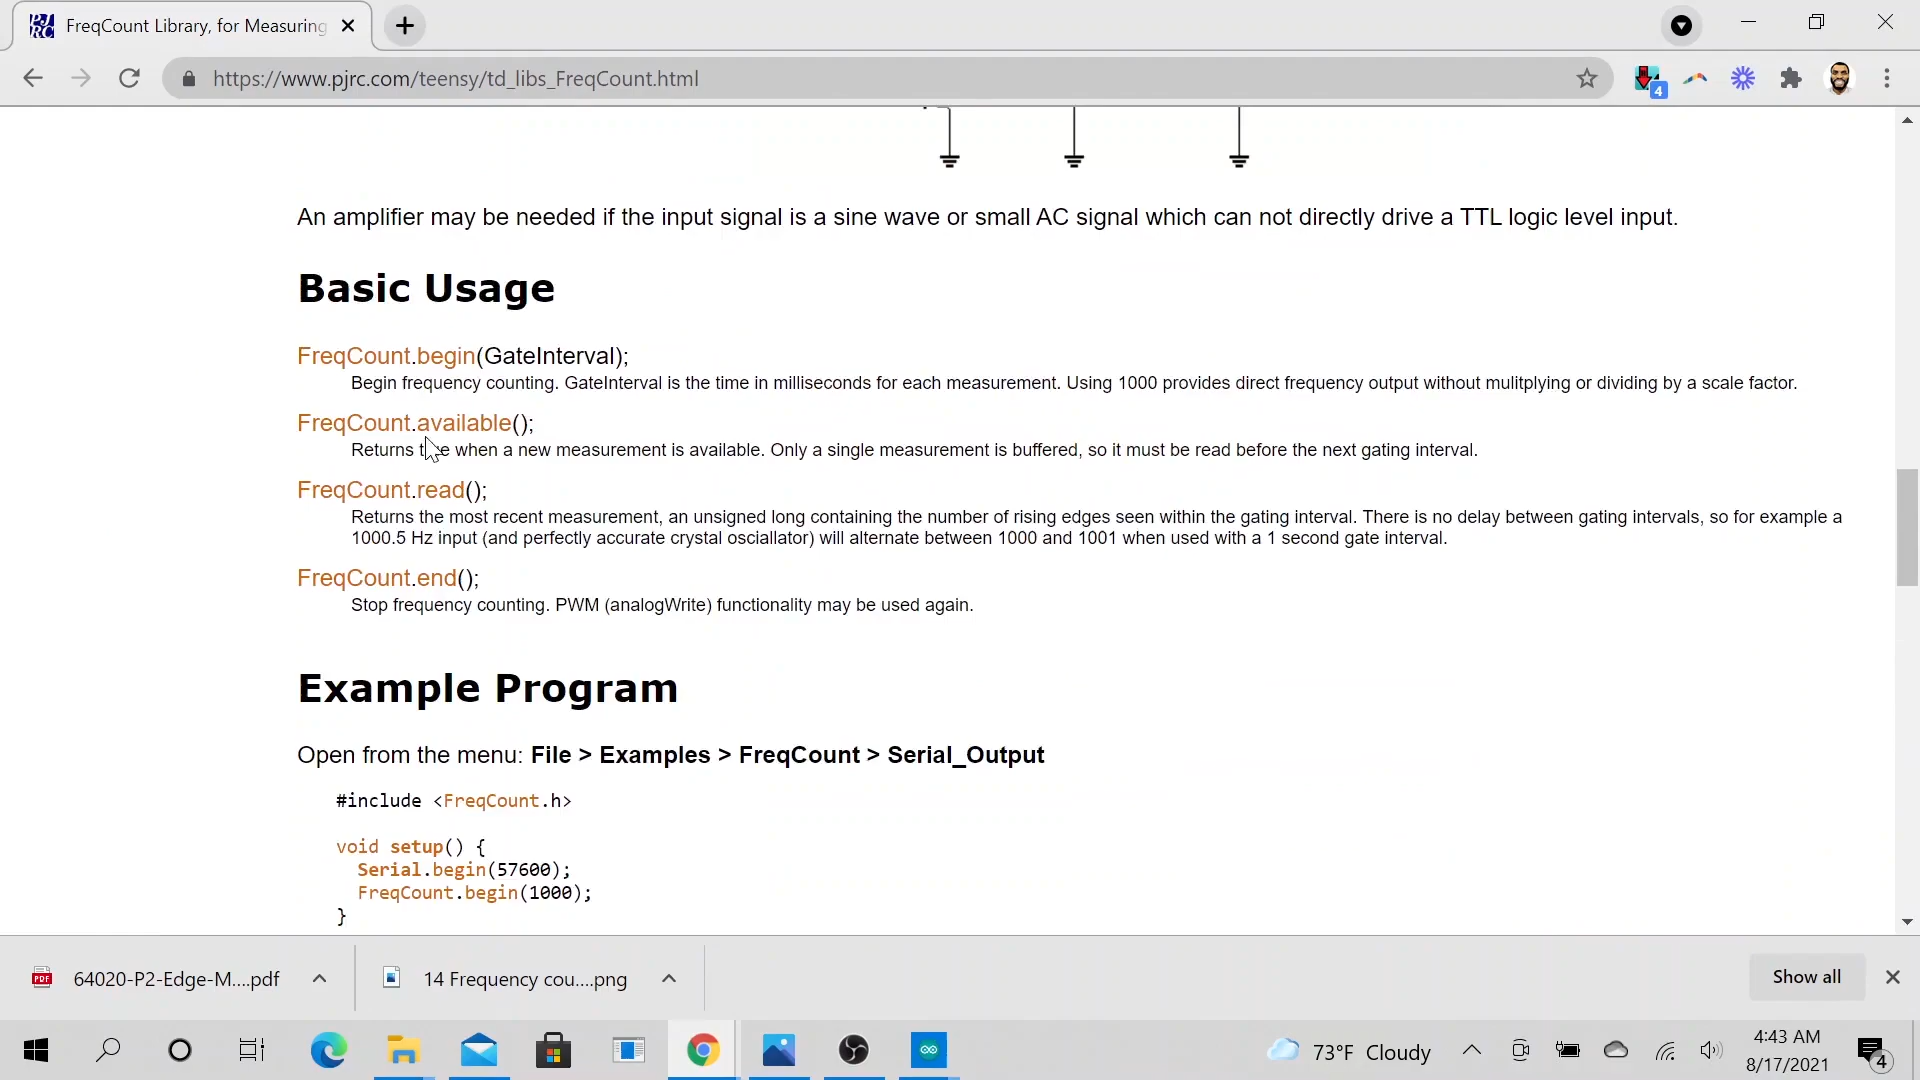 FreqCount Library, for Measuring
https://www.pjrc.com/teensy/td_libs_FreqCount.html
4
An amplifier may be needed if the input signal is a sine wave or small AC signal which can not directly drive a TTL logic level input.
Basic Usage
FreqCount.begin(GateInterval);
Begin frequency counting. GateInterval is the time in milliseconds for each measurement. Using 1000 provides direct frequency output without mulitplying or dividing by a scale factor.
FreqCount.available();
Returns true when a new measurement is available. Only a single measurement is buffered, so it must be read before the next gating interval.
FreqCount.read();
Returns the most recent measurement, an unsigned long containing the number of rising edges seen within the gating interval. There is no delay between gating intervals, so for example a
1000.5 Hz input (and perfectly accurate crystal osciallator) will alternate between 1000 and 1001 when used with a 1 second gate interval.
FreqCount.end();
Stop frequency counting. PWM (analogWrite) functionality may be used again.
Example Program
Open from the menu: File > Examples > FreqCount > Serial_Output
#include <FreqCount.h>
void setup() {
Serial.begin(57600);
FreqCount.begin(1000);
}
PDF
64020-P2-Edge-M....pdf
14 Frequency cou....png
Show all
73°F Cloudy
4:43 AM
8/17/2021
4